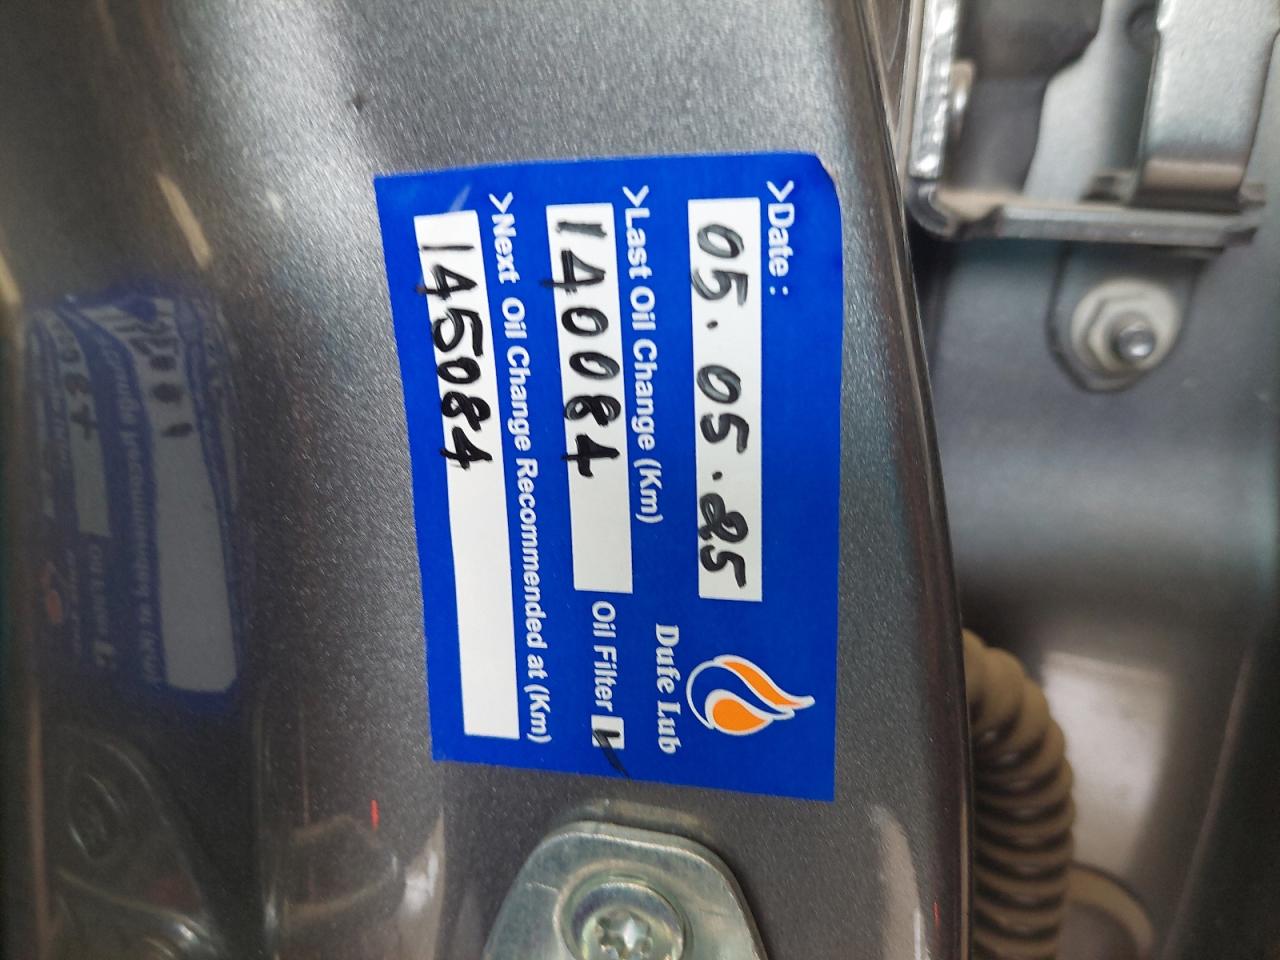 >Date :
05.05.25
Dufe Lub
>Last Oil Change (Km)
140084
Oil Filter ✓
>Next Oil Change Recommended at (Km)
145084